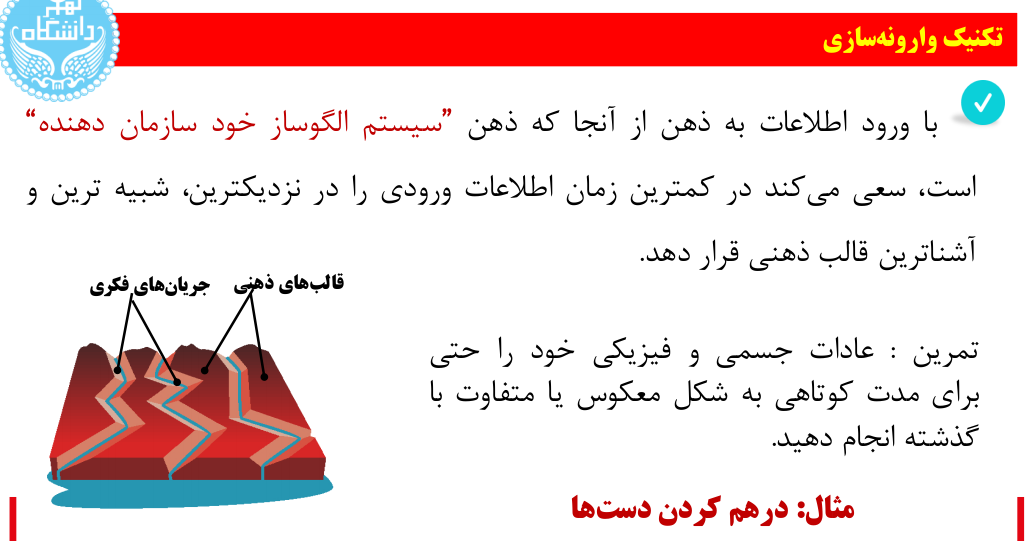 دانشگاه تهران
تکنیک وارونه‌سازی
با ورود اطلاعات به ذهن از آنجا که ذهن ”سیستم الگوساز خود سازمان دهنده“
است، سعی می‌کند در کمترین زمان اطلاعات ورودی را در نزدیکترین، شبیه ترین و
آشناترین قالب ذهنی قرار دهد.
قالب‌های ذهنی
جریان‌های فکری
تمرین : عادات جسمی و فیزیکی خود را حتی
برای مدت کوتاهی به شکل معکوس یا متفاوت با
گذشته انجام دهید.
مثال: درهم کردن دست‌ها